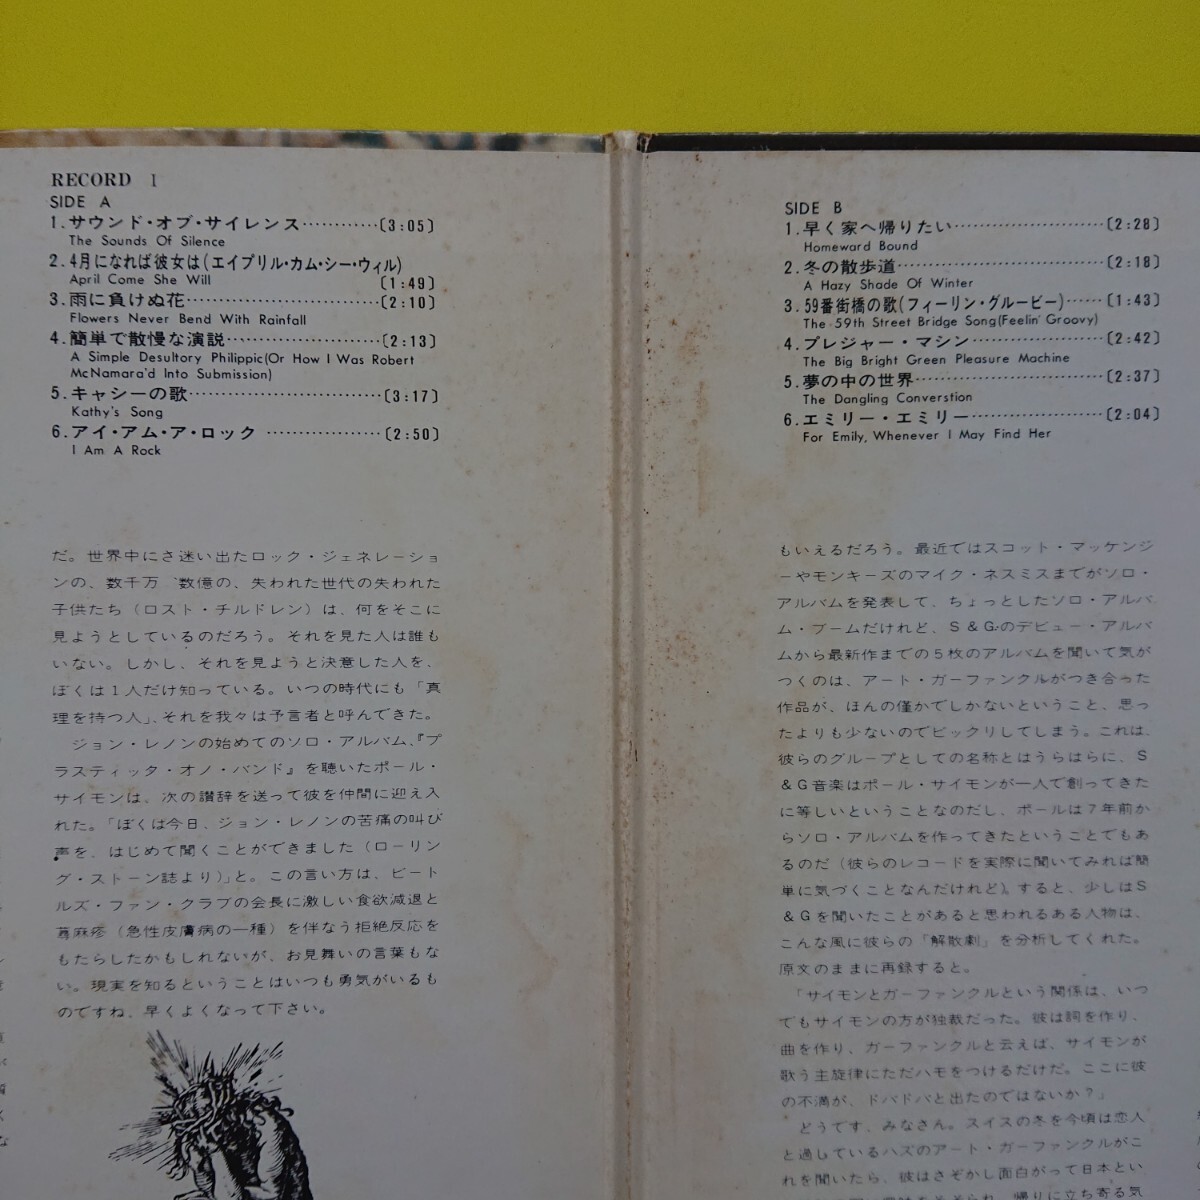 RECORD 1
SIDE A
1.サウンド・オブ・サイレンス…………〔3:05〕
The Sounds Of Silence
2.4月になれば彼女は(エイプリル・カム・シー・ウィル)
April Come She Will 〔1:49〕
3.雨に負けぬ花…………………………〔2:10〕
Flowers Never Bend With Rainfall
4.簡単で散慢な演説……………………〔2:13〕
A Simple Desultory Philippic(Or How I Was Robert
McNamara'd Into Submission)
5.キャシーの歌…………………………〔3:17〕
Kathy's Song
6.アイ・アム・ア・ロック ………………〔2:50〕
I Am A Rock
だ。世界中にさ迷い出たロック・ジェネレーショ
ンの、数千万、数億の、失われた世代の失われた
子供たち（ロスト・チルドレン）は、何をそこに
見ようとしているのだろう。それを見た人は誰も
いない。しかし、それを見ようと決意した人を、
ぼくは1人だけ知っている。いつの時代にも「真
理を持つ人」、それを我々は予言者と呼んできた。
ジョン・レノンの始めてのソロ・アルバム、『プ
ラスティック・オノ・バンド』を聴いたポール・
サイモンは、次の讃辞を送って彼を仲間に迎え入
れた。「ぼくは今日、ジョン・レノンの苦痛の叫び
声を、はじめて聞くことができました（ローリン
グ・ストーン誌より）」と。この言い方は、ビート
ルズ・ファン・クラブの会長に激しい食欲減退と
蕁麻疹（急性皮膚病の一種）を伴なう拒絶反応を
もたらしたかもしれないが、お見舞いの言葉もな
い。現実を知るということはいつも勇気がいるも
のですね、早くよくなって下さい。
SIDE B
1.早く家へ帰りたい……………………〔2:28〕
Homeward Bound
2.冬の散歩道……………………………〔2:18〕
A Hazy Shade Of Winter
3.59番街橋の歌(フィーリン・グルービー)……〔1:43〕
The 59th Street Bridge Song(Feelin' Groovy)
4.プレジャー・マシン…………………〔2:42〕
The Big Bright Green Pleasure Machine
5.夢の中の世界…………………………〔2:37〕
The Dangling Converstion
6.エミリー・エミリー…………………〔2:04〕
For Emily, Whenever I May Find Her
もいえるだろう。最近ではスコット・マッケンジ
ーやモンキーズのマイク・ネスミスまでがソロ・
アルバムを発表して、ちょっとしたソロ・アルバ
ム・ブームだけれど、S&Gのデビュー・アルバ
ムから最新作までの5枚のアルバムを聞いて気が
つくのは、アート・ガーファンクルがつき合った
作品が、ほんの僅かでしかないということ、思っ
たよりも少ないのでビックリしてしまう。これは、
彼らのグループとしての名称とはうらはらに、S
&G音楽はポール・サイモンが一人で創ってきた
に等しいということなのだし、ポールは7年前か
らソロ・アルバムを作ってきたということでもあ
るのだ（彼らのレコードを実際に聞いてみれば簡
単に気づくことなんだけれど）。すると、少しはS
&Gを聞いたことがあると思われるある人物は、
こんな風に彼らの「解散劇」を分析してくれた。
原文のままに再録すると。
「サイモンとガーファンクルという関係は、いつ
でもサイモンの方が独裁だった。彼は詞を作り、
曲を作り、ガーファンクルと云えば、サイモンが
歌う主旋律にただハモをつけるだけだ。ここに彼
の不満が、ドバドバと出たのではないか？」
どうです、みなさん。スイスの冬を今頃は恋人
と過しているハズのアート・ガーファンクルがこ
れを聞いたら、彼はさぞかし面白がって日本とい